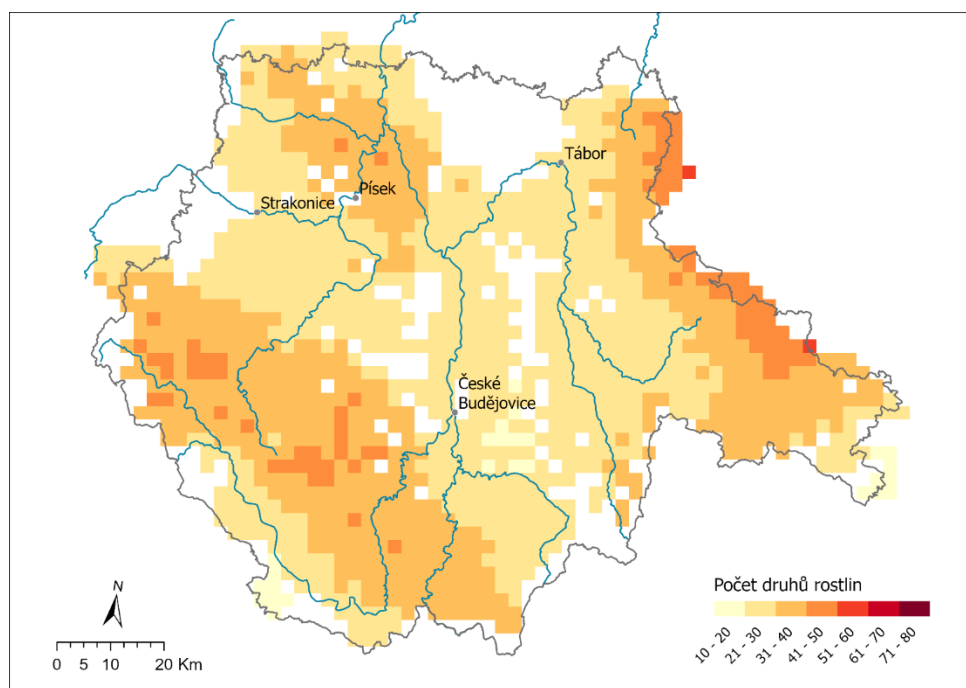 Tábor
Písek
Strakonice
České
Budějovice
N
0 5 10 20 Km
Počet druhů rostlin
10 - 20
21 - 30
31 - 40
41 - 50
51 - 60
61 - 70
71 - 80